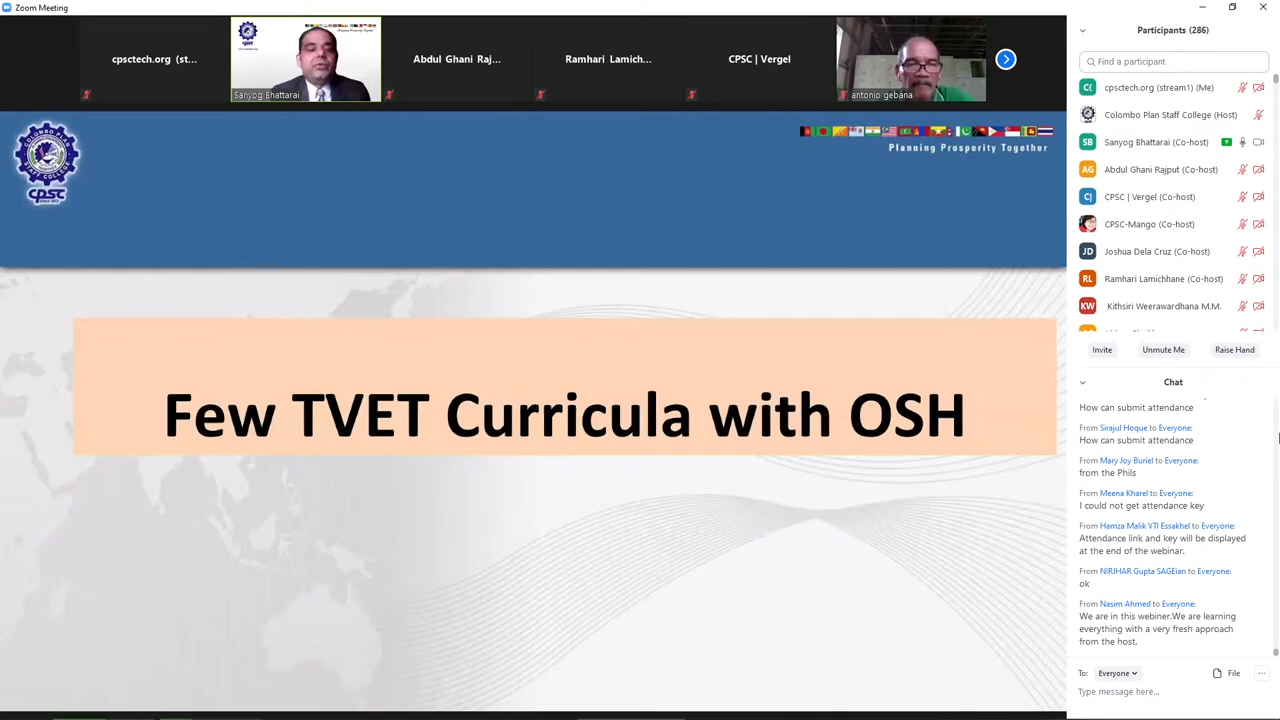 Zoom Meeting
cpsctech.org (st...
Sanyog Bhattarai
Abdul Ghani Raj...
Ramhari Lamich...
CPSC | Vergel
antonio gebana
CPSC
Planning Prosperity Together
Few TVET Curricula with OSH
Participants (286)
Find a participant
C( cpsctech.org (stream1) (Me)
Colombo Plan Staff College (Host)
SB Sanyog Bhattarai (Co-host)
AG Abdul Ghani Rajput (Co-host)
C| CPSC | Vergel (Co-host)
CPSC-Mango (Co-host)
JD Joshua Dela Cruz (Co-host)
RL Ramhari Lamichhane (Co-host)
KW Kithsiri Weerawardhana M.M.
Invite
Unmute Me
Raise Hand
Chat
How can submit attendance
From Sirajul Hoque to Everyone:
How can submit attendance
From Mary Joy Buriel to Everyone:
from the Phils
From Meena Kharel to Everyone:
I could not get attendance key
From Hamza Malik VTI Essakhel to Everyone:
Attendance link and key will be displayed
at the end of the webinar.
From NIRJHAR Gupta SAGEian to Everyone:
ok
From Nasim Ahmed to Everyone:
We are in this webiner.We are learning
everything with a very fresh approach
from the host.
To: Everyone
File
Type message here...